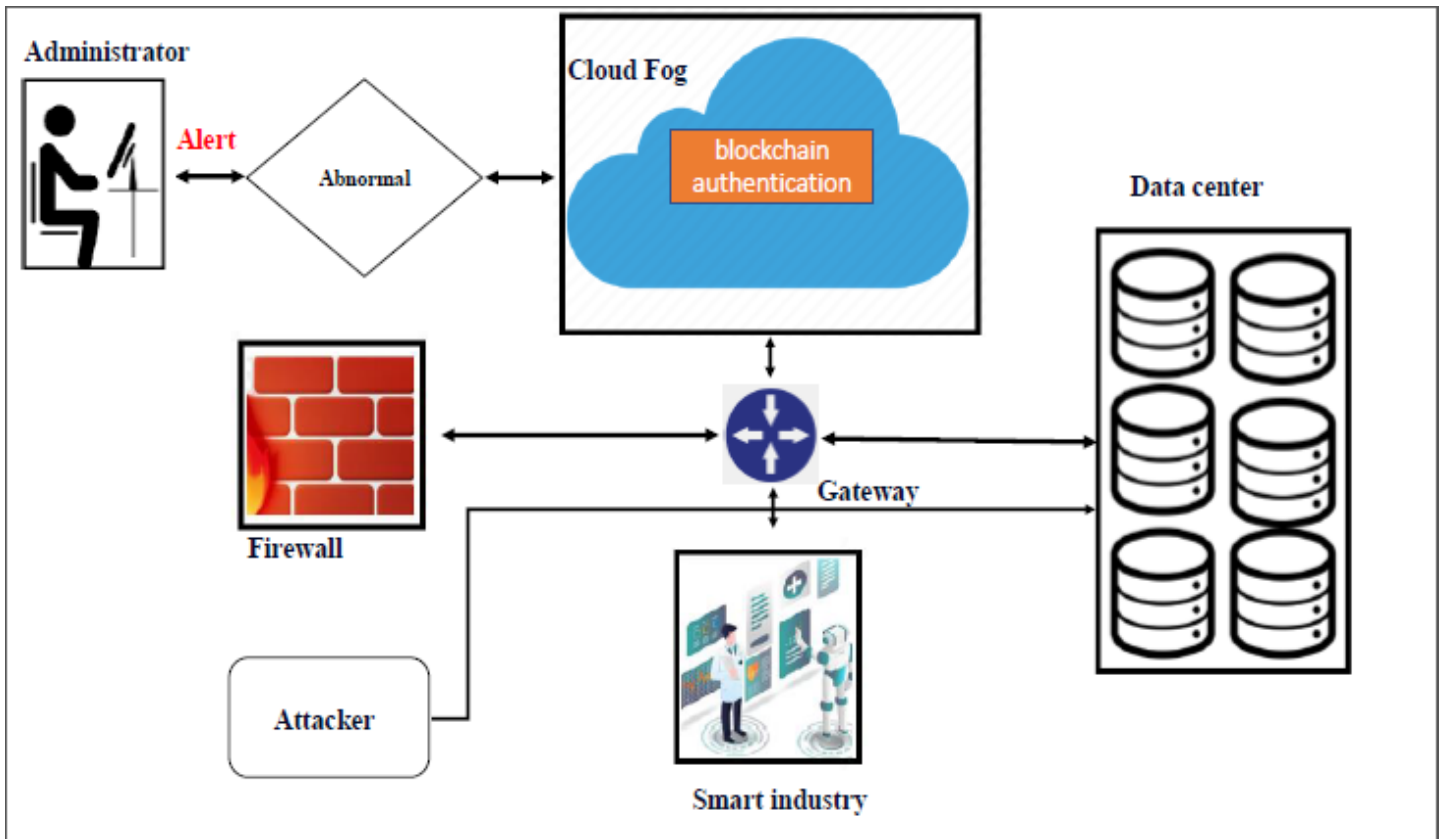 Administrator
Alert
Abnormal
Cloud Fog
blockchain
authentication
Data center
Firewall
Gateway
Attacker
Smart industry